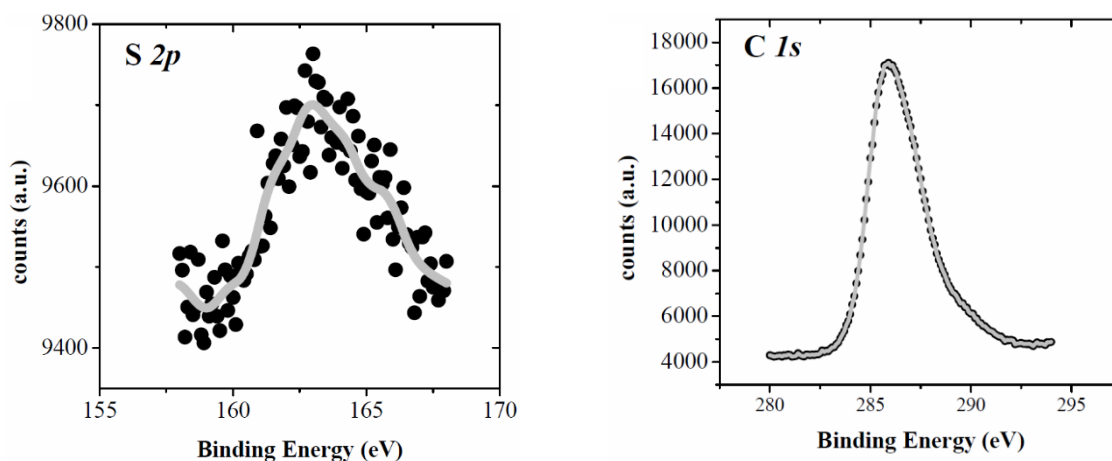 S 2p
9800
9600
9400
counts (a.u.)
155 160 165 170
Binding Energy (eV)
C 1s
18000
16000
14000
12000
10000
8000
6000
4000
counts (a.u.)
280 285 290 295
Binding Energy (eV)